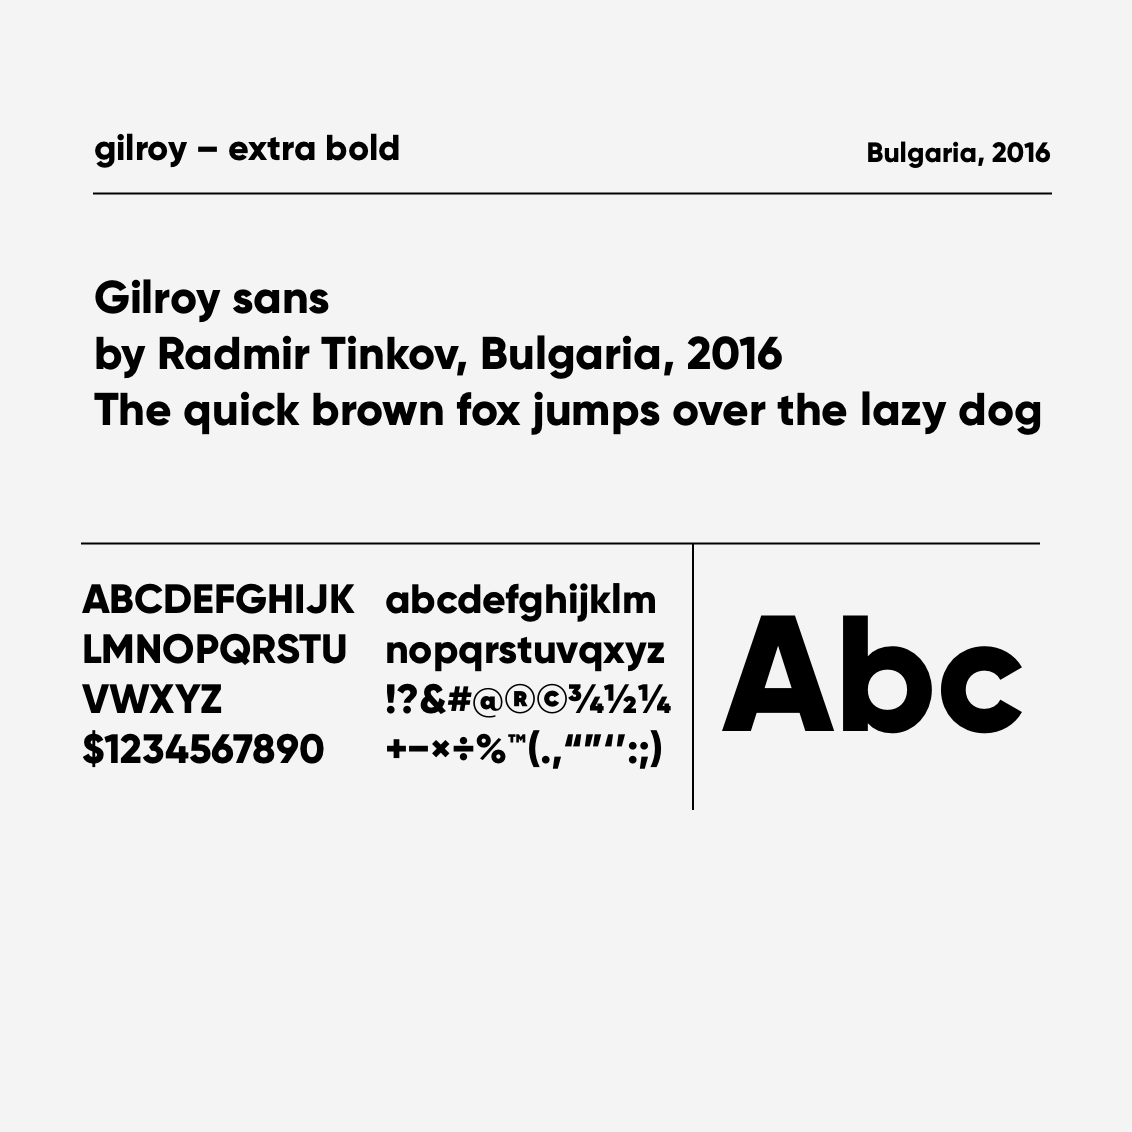 gilroy – extra bold
Bulgaria, 2016
Gilroy sans
by Radmir Tinkov, Bulgaria, 2016
The quick brown fox jumps over the lazy dog
ABCDEFGHIJK
LMNOPQRSTU
VWXYZ
$1234567890
abcdefghijklm
nopqrstuvqxyz
!?&#@®©¾½¼
+−×÷%™(.,“”‘’:;)
Abc